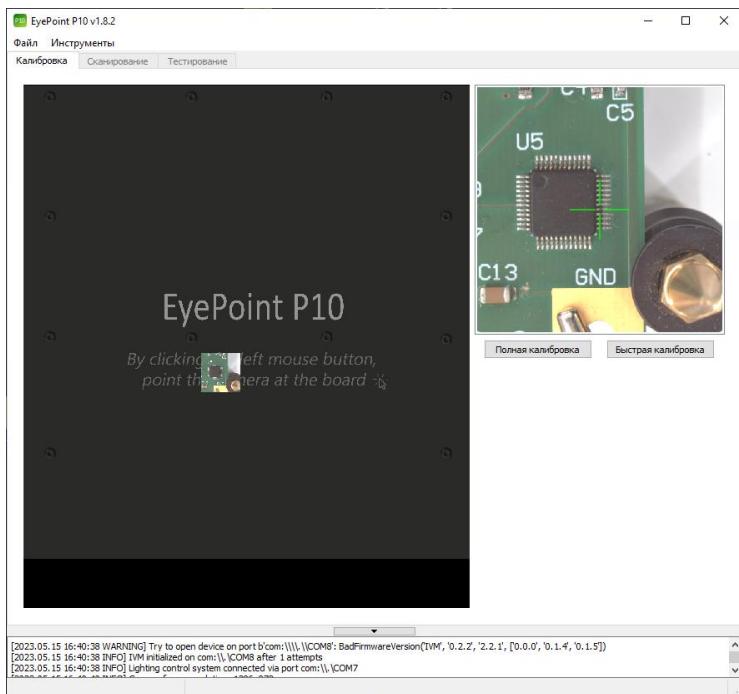 EyePoint P10 v1.8.2
Файл Инструменты
Калибровка Сканирование Тестирование
C4
C5
U5
C13
GND
EyePoint P10
By clicking left mouse button,
point the camera at the board
Полная калибровка Быстрая калибровка
[2023.05.15 16:40:38 WARNING] Try to open device on port b'com:\\\\.\\COM8': BadFirmwareVersion('IVM', '0.2.2', '2.2.1', ['0.0.0', '0.1.4', '0.1.5'])
[2023.05.15 16:40:38 INFO] IVM initialized on com:\\.\COM8 after 1 attempts
[2023.05.15 16:40:38 INFO] Lighting control system connected via port com:\\.\COM7